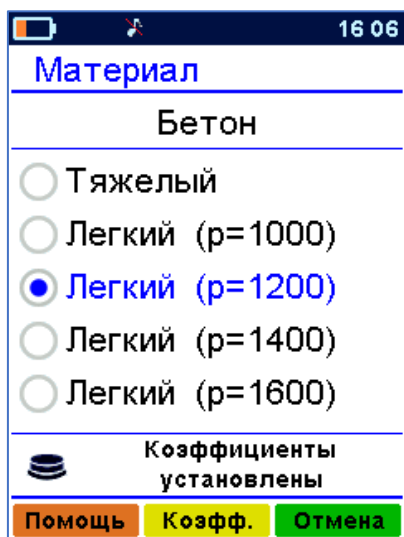 16 06
Материал
Бетон
Тяжелый
Легкий (р=1000)
Легкий (р=1200)
Легкий (р=1400)
Легкий (р=1600)
Коэффициенты
установлены
Помощь Коэфф. Отмена